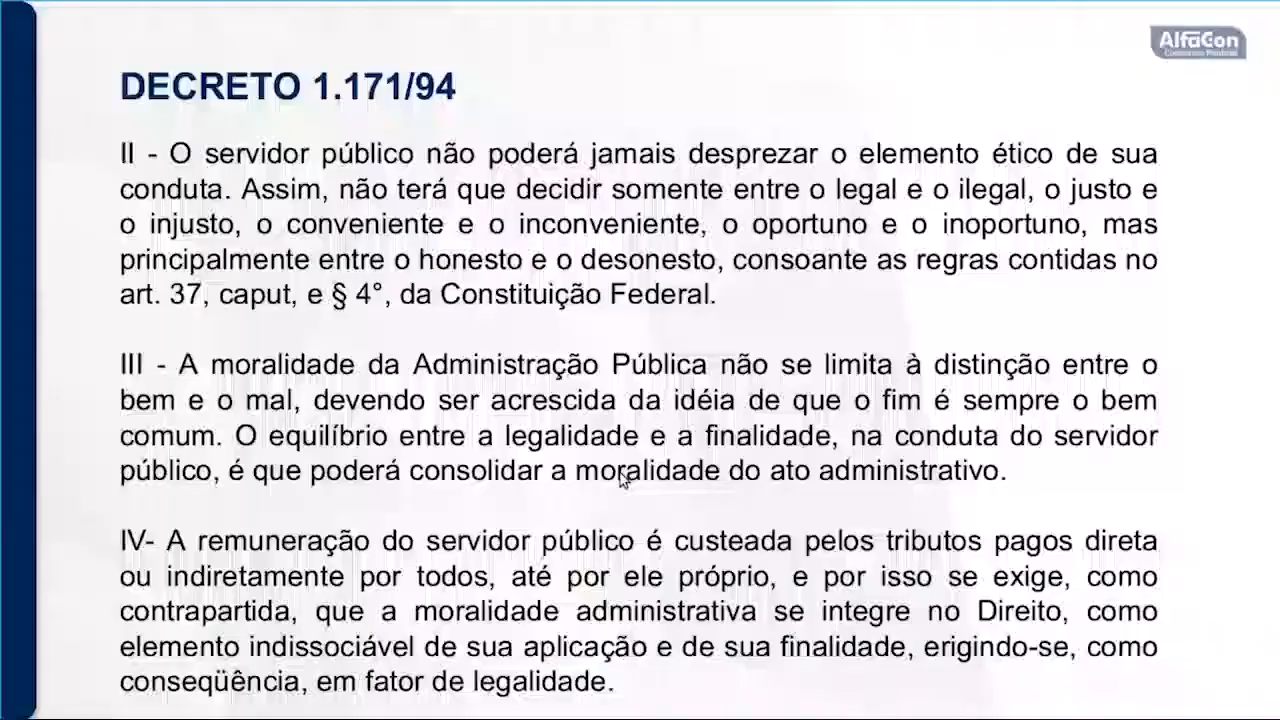 AlfaCon
Concursos Públicos
DECRETO 1.171/94
II - O servidor público não poderá jamais desprezar o elemento ético de sua
conduta. Assim, não terá que decidir somente entre o legal e o ilegal, o justo e
o injusto, o conveniente e o inconveniente, o oportuno e o inoportuno, mas
principalmente entre o honesto e o desonesto, consoante as regras contidas no
art. 37, caput, e § 4°, da Constituição Federal.
III - A moralidade da Administração Pública não se limita à distinção entre o
bem e o mal, devendo ser acrescida da idéia de que o fim é sempre o bem
comum. O equilíbrio entre a legalidade e a finalidade, na conduta do servidor
público, é que poderá consolidar a moralidade do ato administrativo.
IV- A remuneração do servidor público é custeada pelos tributos pagos direta
ou indiretamente por todos, até por ele próprio, e por isso se exige, como
contrapartida, que a moralidade administrativa se integre no Direito, como
elemento indissociável de sua aplicação e de sua finalidade, erigindo-se, como
conseqüência, em fator de legalidade.